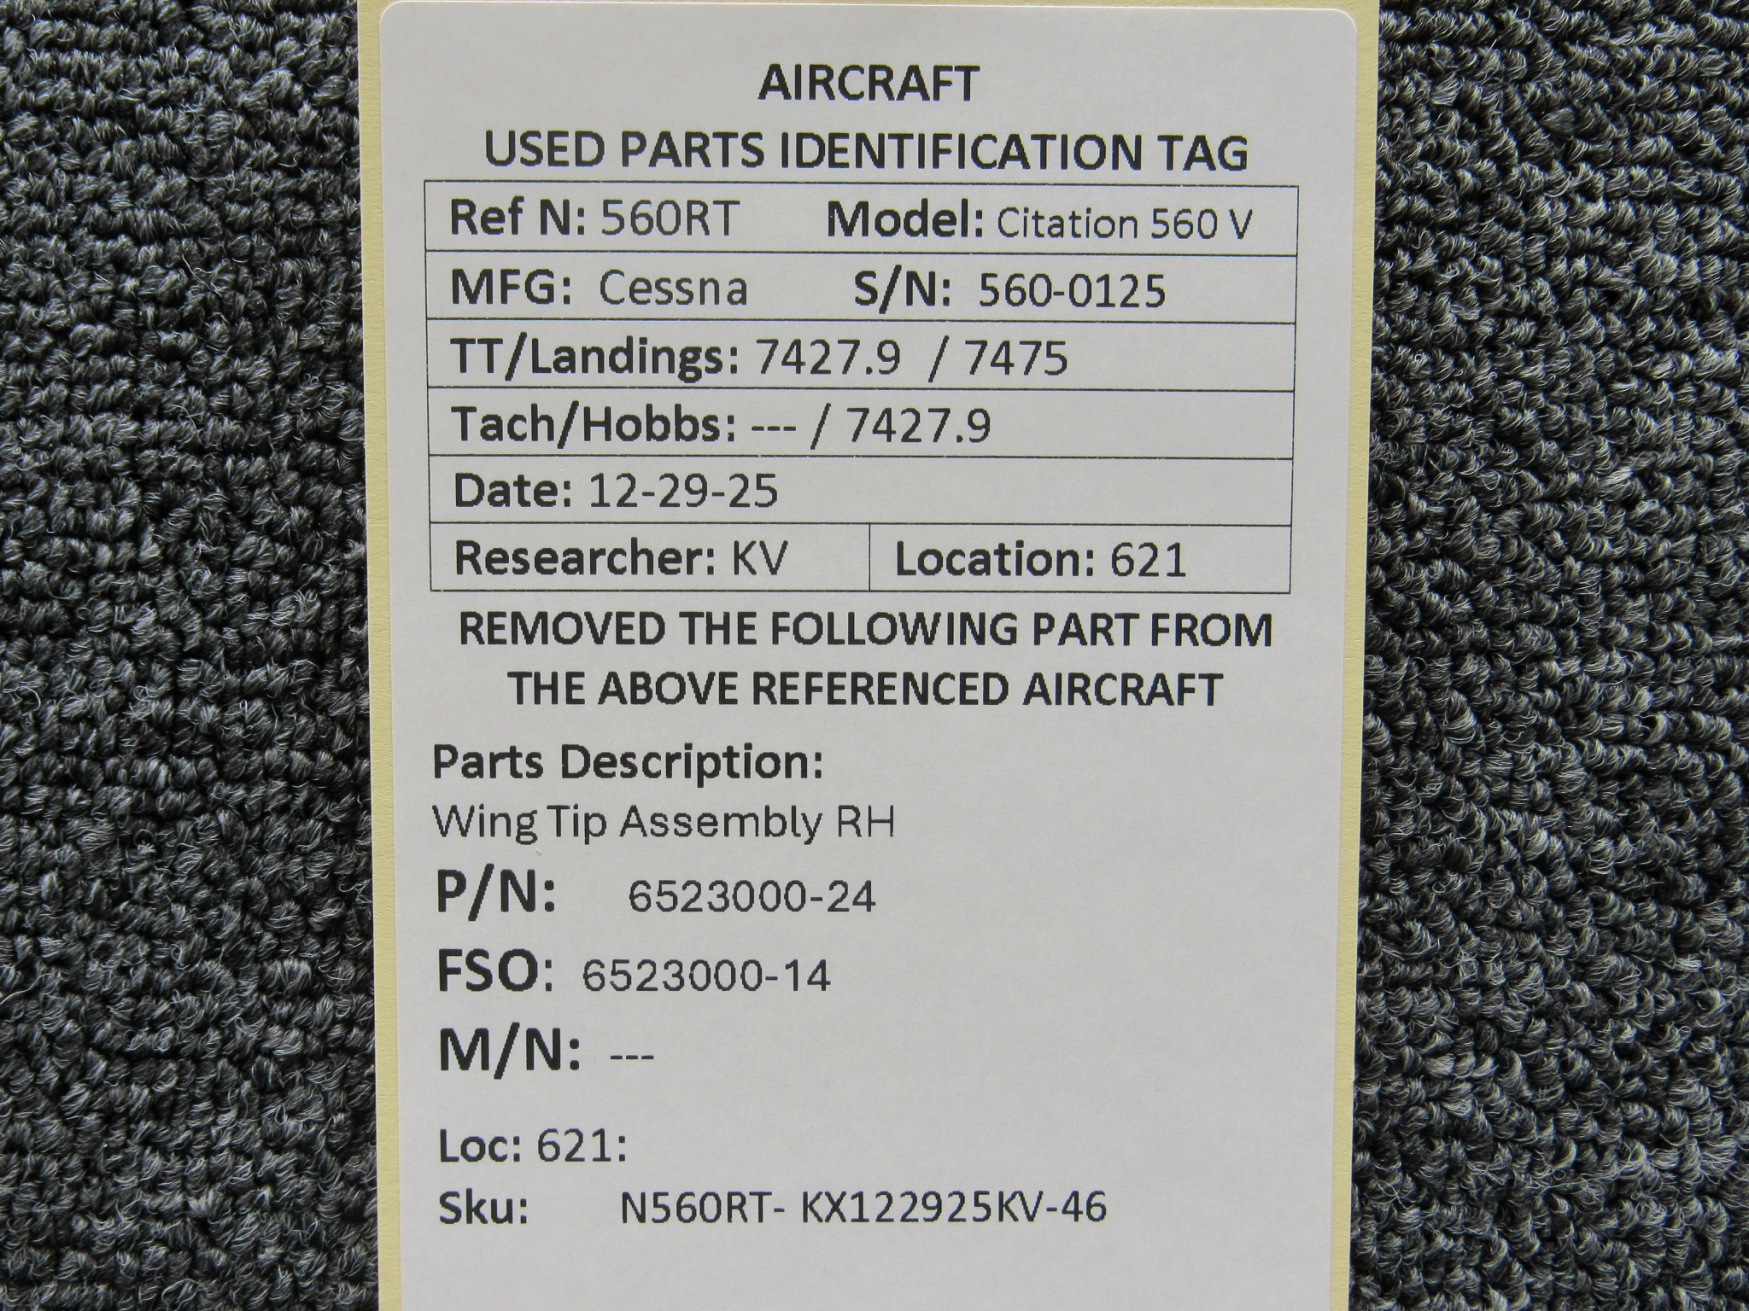 AIRCRAFT
USED PARTS IDENTIFICATION TAG
Ref N: 560RT Model: Citation 560 V
MFG: Cessna S/N: 560-0125
TT/Landings: 7427.9 / 7475
Tach/Hobbs: --- / 7427.9
Date: 12-29-25
Researcher: KV Location: 621
REMOVED THE FOLLOWING PART FROM
THE ABOVE REFERENCED AIRCRAFT
Parts Description:
Wing Tip Assembly RH
P/N: 6523000-24
FSO: 6523000-14
M/N: ---
Loc: 621:
Sku: N560RT- KX122925KV-46